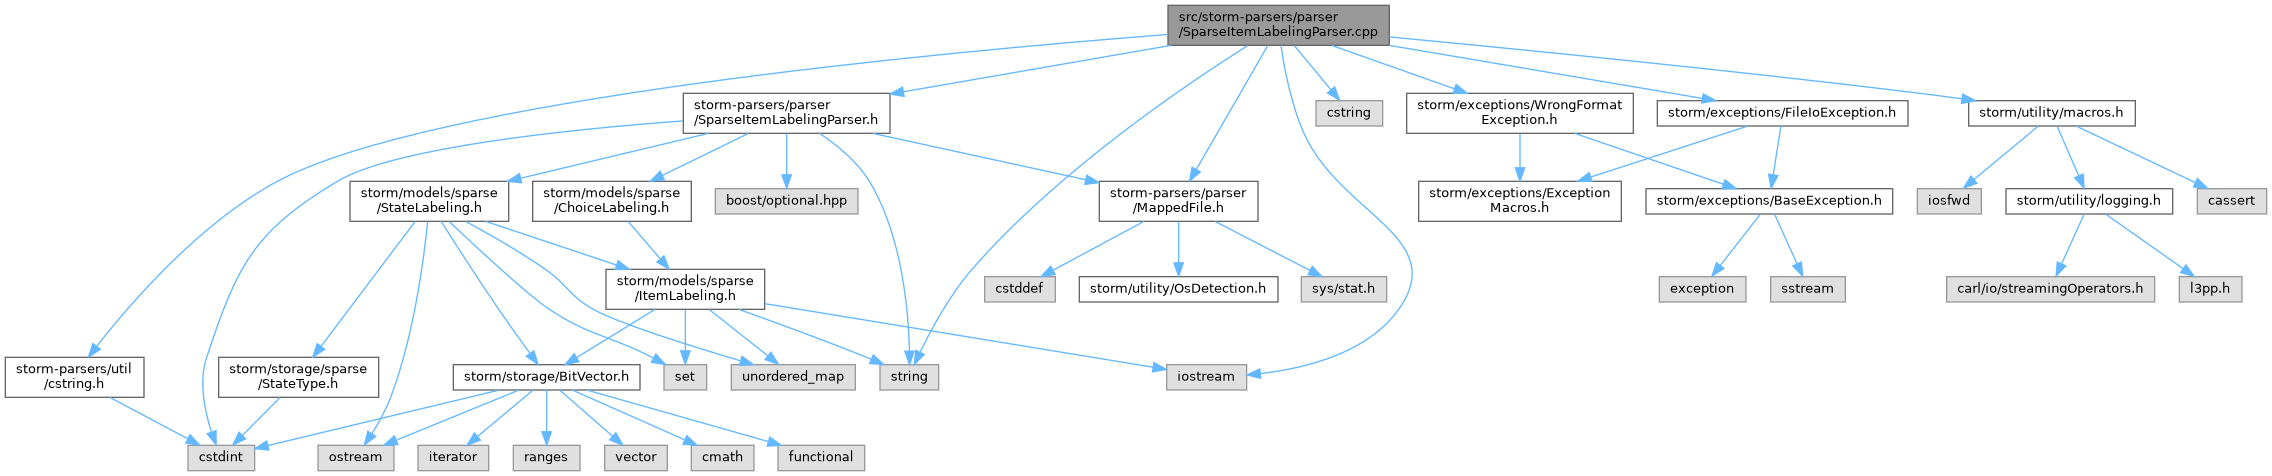 src/storm-parsers/parser
/SparseItemLabelingParser.cpp
storm-parsers/parser
/SparseItemLabelingParser.h
cstring
storm/exceptions/WrongFormat
Exception.h
storm/exceptions/FileIoException.h
storm/utility/macros.h
storm/models/sparse
/StateLabeling.h
storm/models/sparse
/ChoiceLabeling.h
boost/optional.hpp
storm-parsers/parser
/MappedFile.h
storm/exceptions/Exception
Macros.h
storm/exceptions/BaseException.h
iosfwd
storm/utility/logging.h
cassert
storm/models/sparse
/ItemLabeling.h
cstddef
storm/utility/OsDetection.h
sys/stat.h
exception
sstream
carl/io/streamingOperators.h
l3pp.h
storm-parsers/util
/cstring.h
storm/storage/sparse
/StateType.h
storm/storage/BitVector.h
set
unordered_map
string
iostream
cstdint
ostream
iterator
ranges
vector
cmath
functional